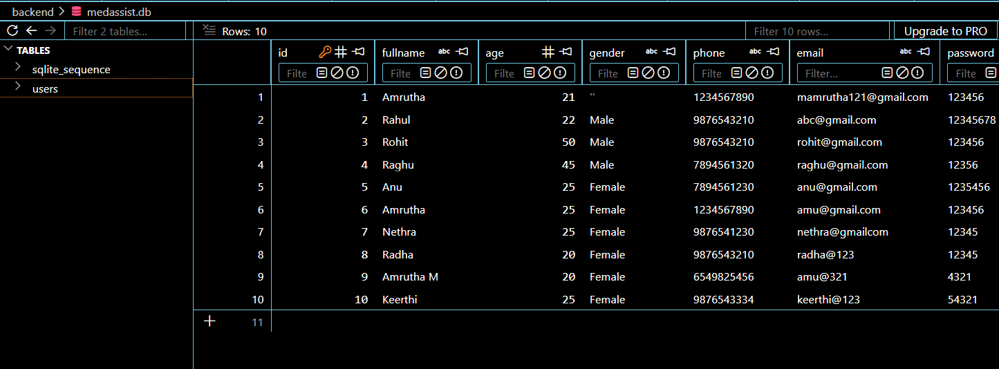 backend > medassist.db
Filter 2 tables... Rows: 10 Filter 10 rows... Upgrade to PRO
TABLES
sqlite_sequence
users
id fullname abc age gender abc phone abc email abc password
Filte Filte Filte Filte Filte Filter... Filte
1 1 Amrutha 21 '' 1234567890 mamrutha121@gmail.com 123456
2 2 Rahul 22 Male 9876543210 abc@gmail.com 12345678
3 3 Rohit 50 Male 9876543210 rohit@gmail.com 123456
4 4 Raghu 45 Male 7894561320 raghu@gmail.com 12356
5 5 Anu 25 Female 7894561230 anu@gmail.com 1235456
6 6 Amrutha 25 Female 1234567890 amu@gmail.com 123456
7 7 Nethra 25 Female 9876541230 nethra@gmailcom 12345
8 8 Radha 20 Female 9876543210 radha@123 12345
9 9 Amrutha M 20 Female 6549825456 amu@321 4321
10 10 Keerthi 25 Female 9876543334 keerthi@123 54321
11